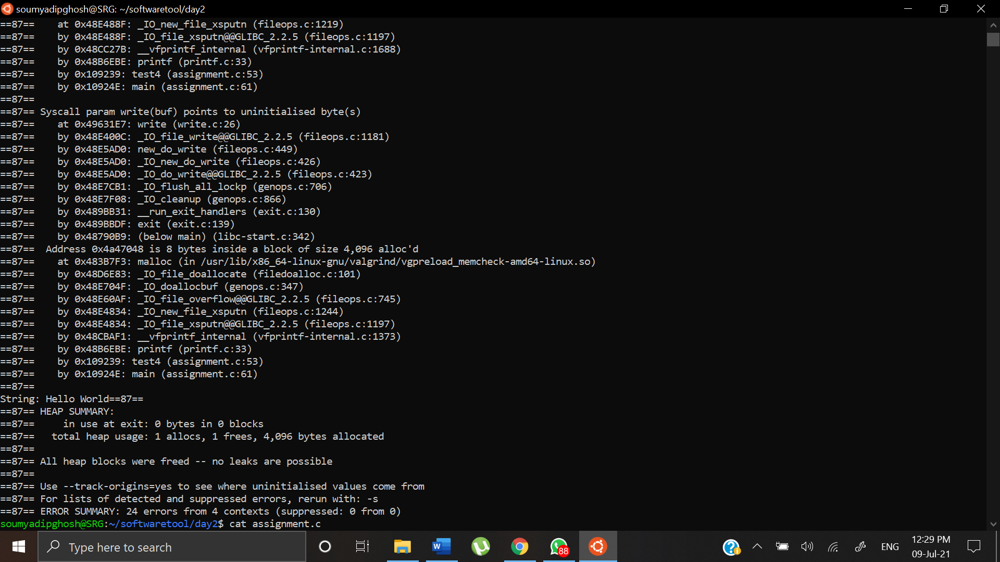 soumyadipghosh@SRG: ~/softwaretool/day2
==87==    at 0x48E488F: _IO_new_file_xsputn (fileops.c:1219)
==87==    by 0x48E488F: _IO_file_xsputn@@GLIBC_2.2.5 (fileops.c:1197)
==87==    by 0x48CC27B: __vfprintf_internal (vfprintf-internal.c:1688)
==87==    by 0x48B6EBE: printf (printf.c:33)
==87==    by 0x109239: test4 (assignment.c:53)
==87==    by 0x10924E: main (assignment.c:61)
==87==
==87== Syscall param write(buf) points to uninitialised byte(s)
==87==    at 0x49631E7: write (write.c:26)
==87==    by 0x48E400C: _IO_file_write@@GLIBC_2.2.5 (fileops.c:1181)
==87==    by 0x48E5AD0: new_do_write (fileops.c:449)
==87==    by 0x48E5AD0: _IO_new_do_write (fileops.c:426)
==87==    by 0x48E5AD0: _IO_do_write@@GLIBC_2.2.5 (fileops.c:423)
==87==    by 0x48E7CB1: _IO_flush_all_lockp (genops.c:706)
==87==    by 0x48E7F08: _IO_cleanup (genops.c:866)
==87==    by 0x489BB31: __run_exit_handlers (exit.c:130)
==87==    by 0x489BBDF: exit (exit.c:139)
==87==    by 0x48790B9: (below main) (libc-start.c:342)
==87==  Address 0x4a47048 is 8 bytes inside a block of size 4,096 alloc'd
==87==    at 0x483B7F3: malloc (in /usr/lib/x86_64-linux-gnu/valgrind/vgpreload_memcheck-amd64-linux.so)
==87==    by 0x48D6E83: _IO_file_doallocate (filedoalloc.c:101)
==87==    by 0x48E704F: _IO_doallocbuf (genops.c:347)
==87==    by 0x48E60AF: _IO_file_overflow@@GLIBC_2.2.5 (fileops.c:745)
==87==    by 0x48E4834: _IO_new_file_xsputn (fileops.c:1244)
==87==    by 0x48E4834: _IO_file_xsputn@@GLIBC_2.2.5 (fileops.c:1197)
==87==    by 0x48CBAF1: __vfprintf_internal (vfprintf-internal.c:1373)
==87==    by 0x48B6EBE: printf (printf.c:33)
==87==    by 0x109239: test4 (assignment.c:53)
==87==    by 0x10924E: main (assignment.c:61)
==87==
String: Hello World==87==
==87== HEAP SUMMARY:
==87==     in use at exit: 0 bytes in 0 blocks
==87==   total heap usage: 1 allocs, 1 frees, 4,096 bytes allocated
==87==
==87== All heap blocks were freed -- no leaks are possible
==87==
==87== Use --track-origins=yes to see where uninitialised values come from
==87== For lists of detected and suppressed errors, rerun with: -s
==87== ERROR SUMMARY: 24 errors from 4 contexts (suppressed: 0 from 0)
soumyadipghosh@SRG:~/softwaretool/day2$ cat assignment.c
Type here to search
W
88
ENG
12:29 PM
09-Jul-21